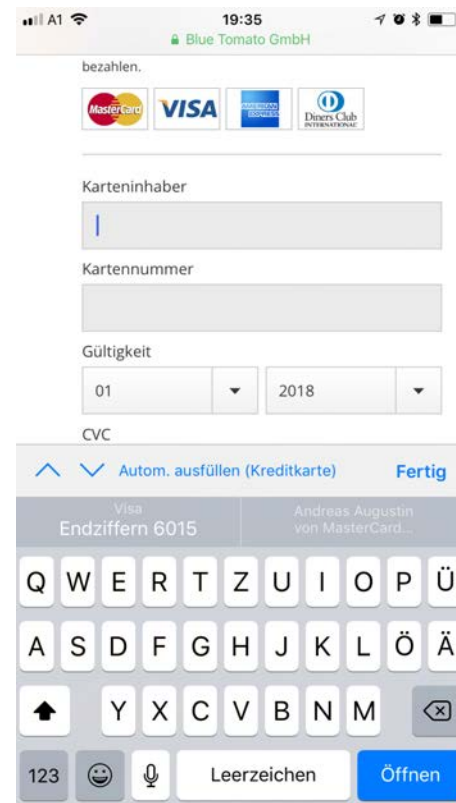 A1 19:35
Blue Tomato GmbH
bezahlen.
MasterCard VISA AMERICAN EXPRESS Diners Club INTERNATIONAL
Karteninhaber
Kartennummer
Gültigkeit
01 2018
CVC
Autom. ausfüllen (Kreditkarte) Fertig
Visa Andreas Augustin
Endziffern 6015 von MasterCard...
Q W E R T Z U I O P Ü
A S D F G H J K L Ö Ä
Y X C V B N M
123 Leerzeichen Öffnen